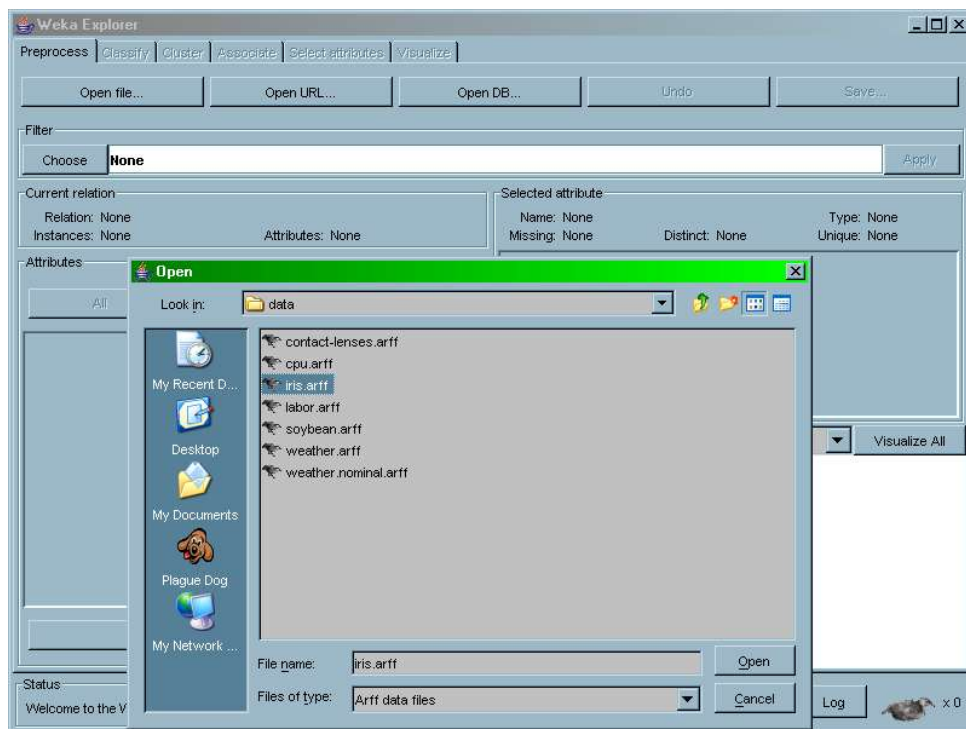 Weka Explorer
Preprocess Classify Cluster Associate Select attributes Visualize
Open file... Open URL... Open DB... Undo Save...
Filter
Choose None Apply
Current relation
Relation: None
Instances: None Attributes: None
Selected attribute
Name: None Type: None
Missing: None Distinct: None Unique: None
Attributes
All
Visualize All
Open
Look in: data
My Recent D...
Desktop
My Documents
Plague Dog
My Network ...
contact-lenses.arff
cpu.arff
iris.arff
labor.arff
soybean.arff
weather.arff
weather.nominal.arff
File name: iris.arff Open
Files of type: Arff data files Cancel
Status
Welcome to the W
Log x 0